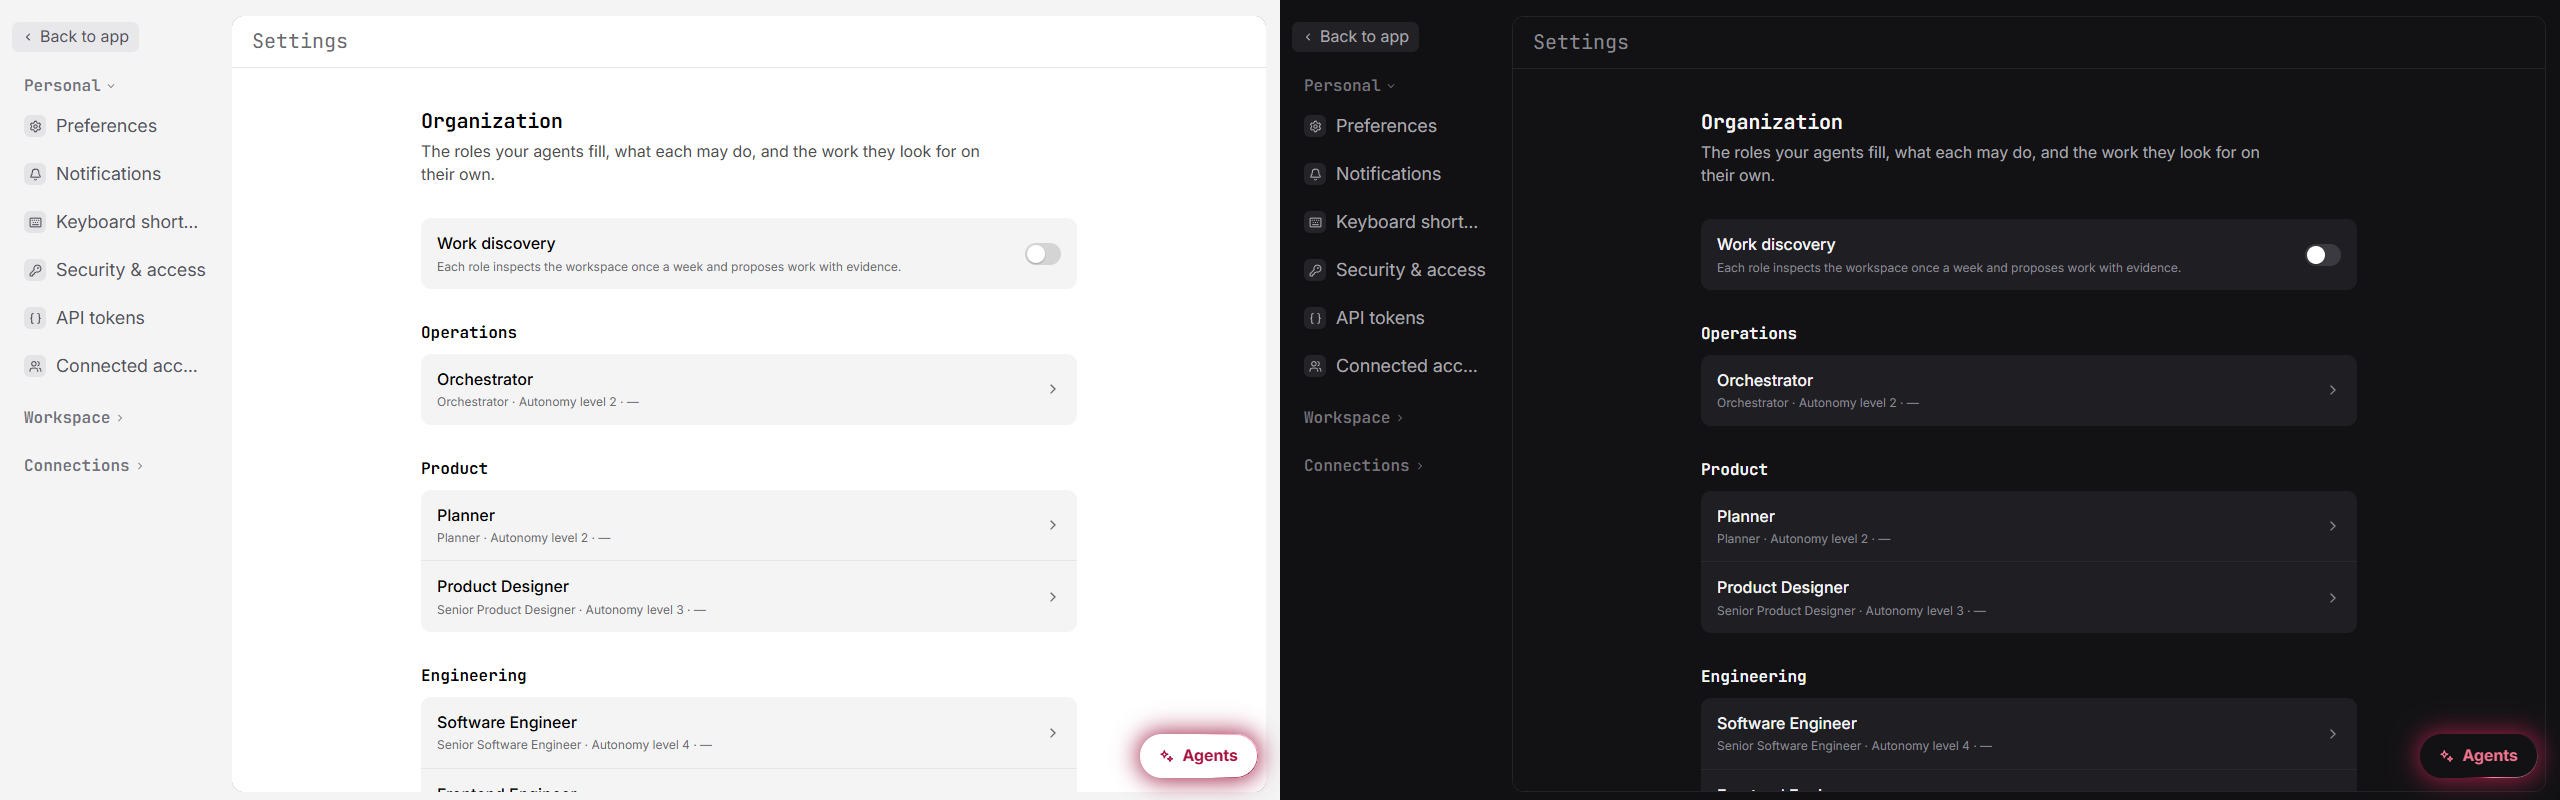 Back to app
Personal
Preferences
Notifications
Keyboard short...
Security & access
API tokens
Connected acc...
Workspace
Connections
Settings
Organization
The roles your agents fill, what each may do, and the work they look for on
their own.
Work discovery
Each role inspects the workspace once a week and proposes work with evidence.
Operations
Orchestrator
Orchestrator · Autonomy level 2 · —
Product
Planner
Planner · Autonomy level 2 · —
Product Designer
Senior Product Designer · Autonomy level 3 · —
Engineering
Software Engineer
Senior Software Engineer · Autonomy level 4 · —
Agents
Back to app
Personal
Preferences
Notifications
Keyboard short...
Security & access
API tokens
Connected acc...
Workspace
Connections
Settings
Organization
The roles your agents fill, what each may do, and the work they look for on
their own.
Work discovery
Each role inspects the workspace once a week and proposes work with evidence.
Operations
Orchestrator
Orchestrator · Autonomy level 2 · —
Product
Planner
Planner · Autonomy level 2 · —
Product Designer
Senior Product Designer · Autonomy level 3 · —
Engineering
Software Engineer
Senior Software Engineer · Autonomy level 4 · —
Agents